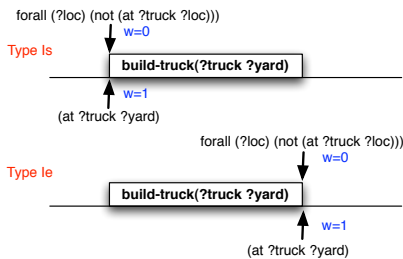 forall (?loc) (not (at ?truck ?loc)))
w=0
Type Is
build-truck(?truck ?yard)
w=1
(at ?truck ?yard)
forall (?loc) (not (at ?truck ?loc)))
w=0
Type Ie
build-truck(?truck ?yard)
w=1
(at ?truck ?yard)